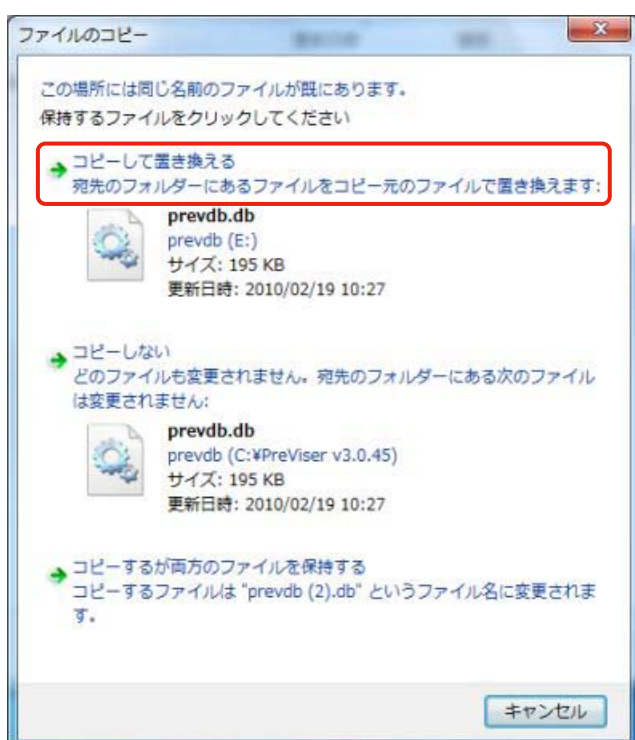 ファイルのコピー
この場所には同じ名前のファイルが既にあります。
保持するファイルをクリックしてください
コピーして置き換える
宛先のフォルダーにあるファイルをコピー元のファイルで置き換えます:
prevdb.db
prevdb (E:)
サイズ: 195 KB
更新日時: 2010/02/19 10:27
コピーしない
どのファイルも変更されません。宛先のフォルダーにある次のファイル
は変更されません:
prevdb.db
prevdb (C:¥PreViser v3.0.45)
サイズ: 195 KB
更新日時: 2010/02/19 10:27
コピーするが両方のファイルを保持する
コピーするファイルは "prevdb (2).db" というファイル名に変更されま
す。
キャンセル